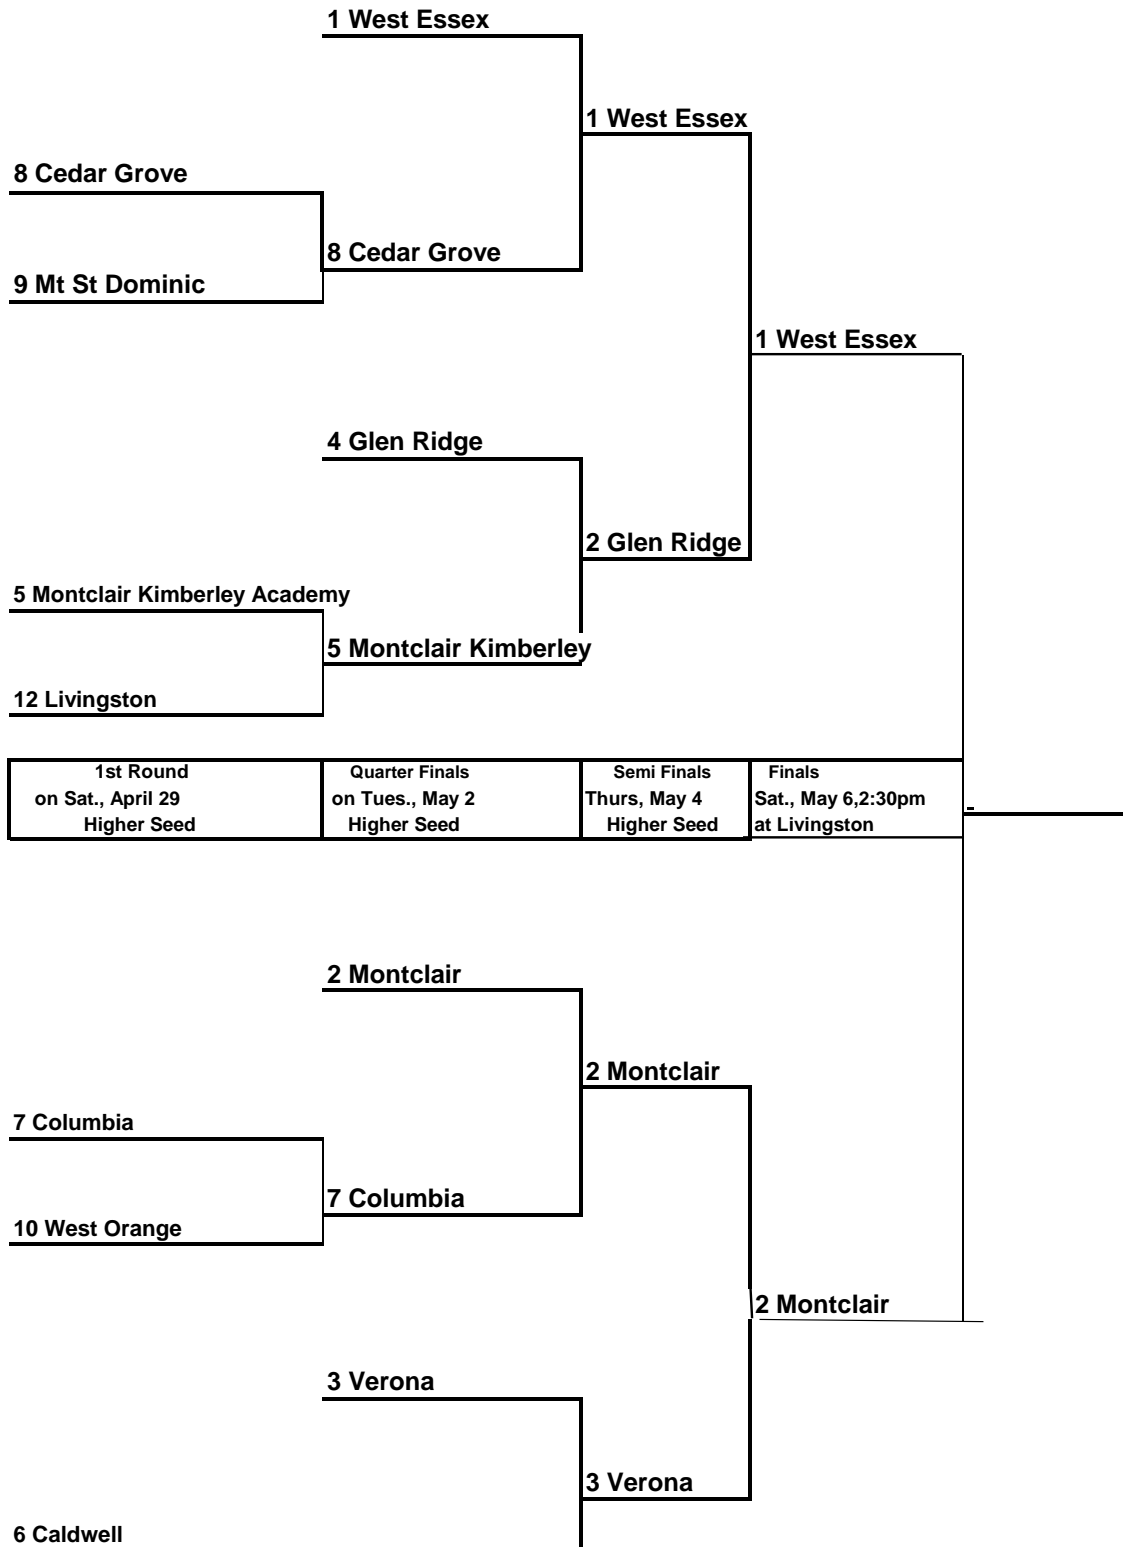 1 West Essex
1 West Essex
8 Cedar Grove
8 Cedar Grove
9 Mt St Dominic
1 West Essex
4 Glen Ridge
2 Glen Ridge
5 Montclair Kimberley Academy
5 Montclair Kimberley
12 Livingston
1st Round
on Sat., April 29
Higher Seed
Quarter Finals
on Tues., May 2
Higher Seed
Semi Finals
Thurs, May 4
Higher Seed
Finals
Sat., May 6,2:30pm
at Livingston
-
2 Montclair
2 Montclair
7 Columbia
7 Columbia
10 West Orange
2 Montclair
3 Verona
3 Verona
6 Caldwell